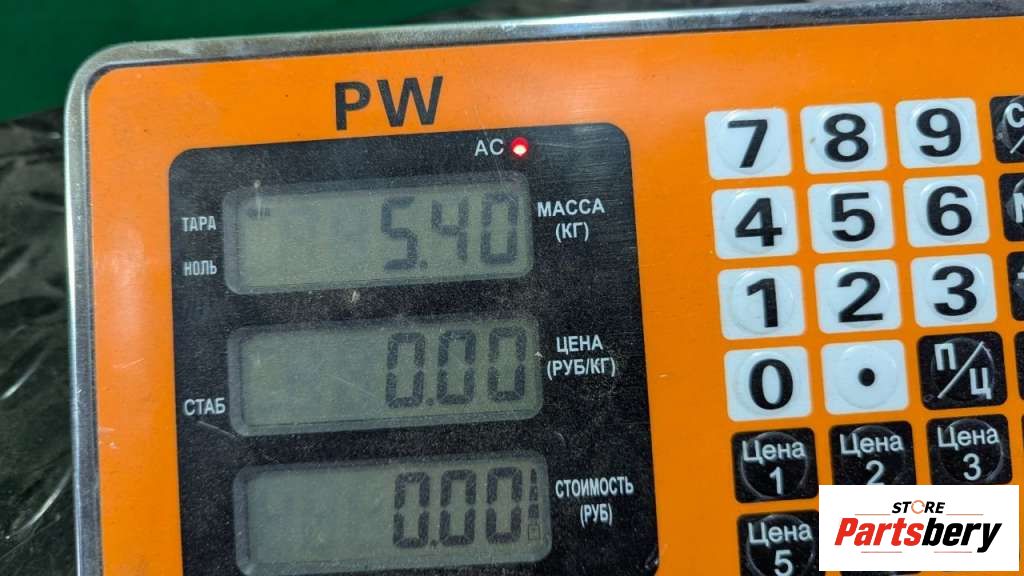 PW
AC
ТАРА
НОЛЬ
5.40
МАССА
(КГ)
СТАБ
0.00
ЦЕНА
(РУБ/КГ)
0.00
СТОИМОСТЬ
(РУБ)
7 8 9 С/
4 5 6
1 2 3
0 . П/Ц
Цена 1
Цена 2
Цена 3
Цена 5
STORE
Partsbery